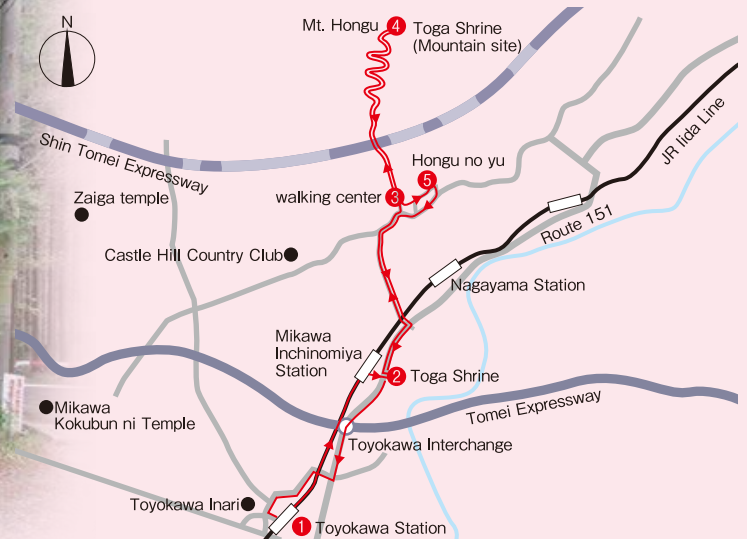 N
Mt. Hongu 4 Toga Shrine
(Mountain site)
Shin Tomei Expressway
JR Iida Line
Hongu no yu
5
walking center 3
Zaiga temple
Route 151
Castle Hill Country Club
Nagayama Station
Mikawa
Inchinomiya
Station
2 Toga Shrine
Mikawa
Kokubun ni Temple
Tomei Expressway
Toyokawa Interchange
Toyokawa Inari
1 Toyokawa Station